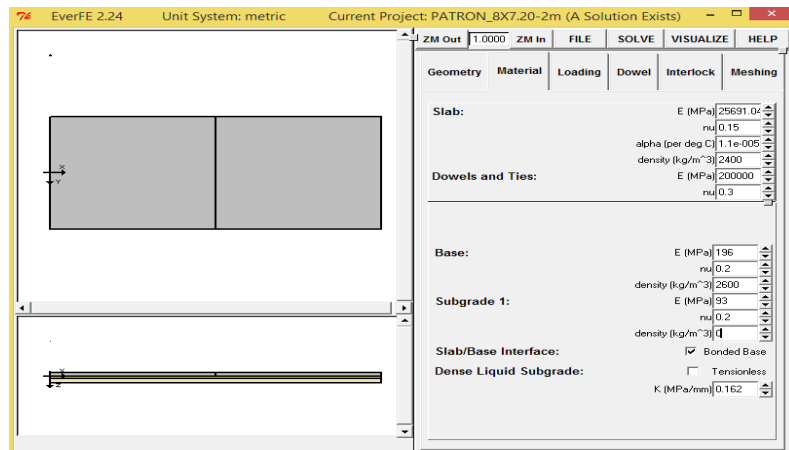 EverFE 2.24 Unit System: metric Current Project: PATRON_8X7.20-2m (A Solution Exists)
ZM Out 1.0000 ZM In FILE SOLVE VISUALIZE HELP
Geometry Material Loading Dowel Interlock Meshing
Slab: E (MPa) 25691.04
nu 0.15
alpha (per deg C) 1.1e-005
density (kg/m^3) 2400
Dowels and Ties: E (MPa) 200000
nu 0.3
Base: E (MPa) 196
nu 0.2
density (kg/m^3) 2600
Subgrade 1: E (MPa) 93
nu 0.2
density (kg/m^3) 0
Slab/Base Interface: Bonded Base
Dense Liquid Subgrade: Tensionless
K (MPa/mm) 0.162
X
Y
X
Z